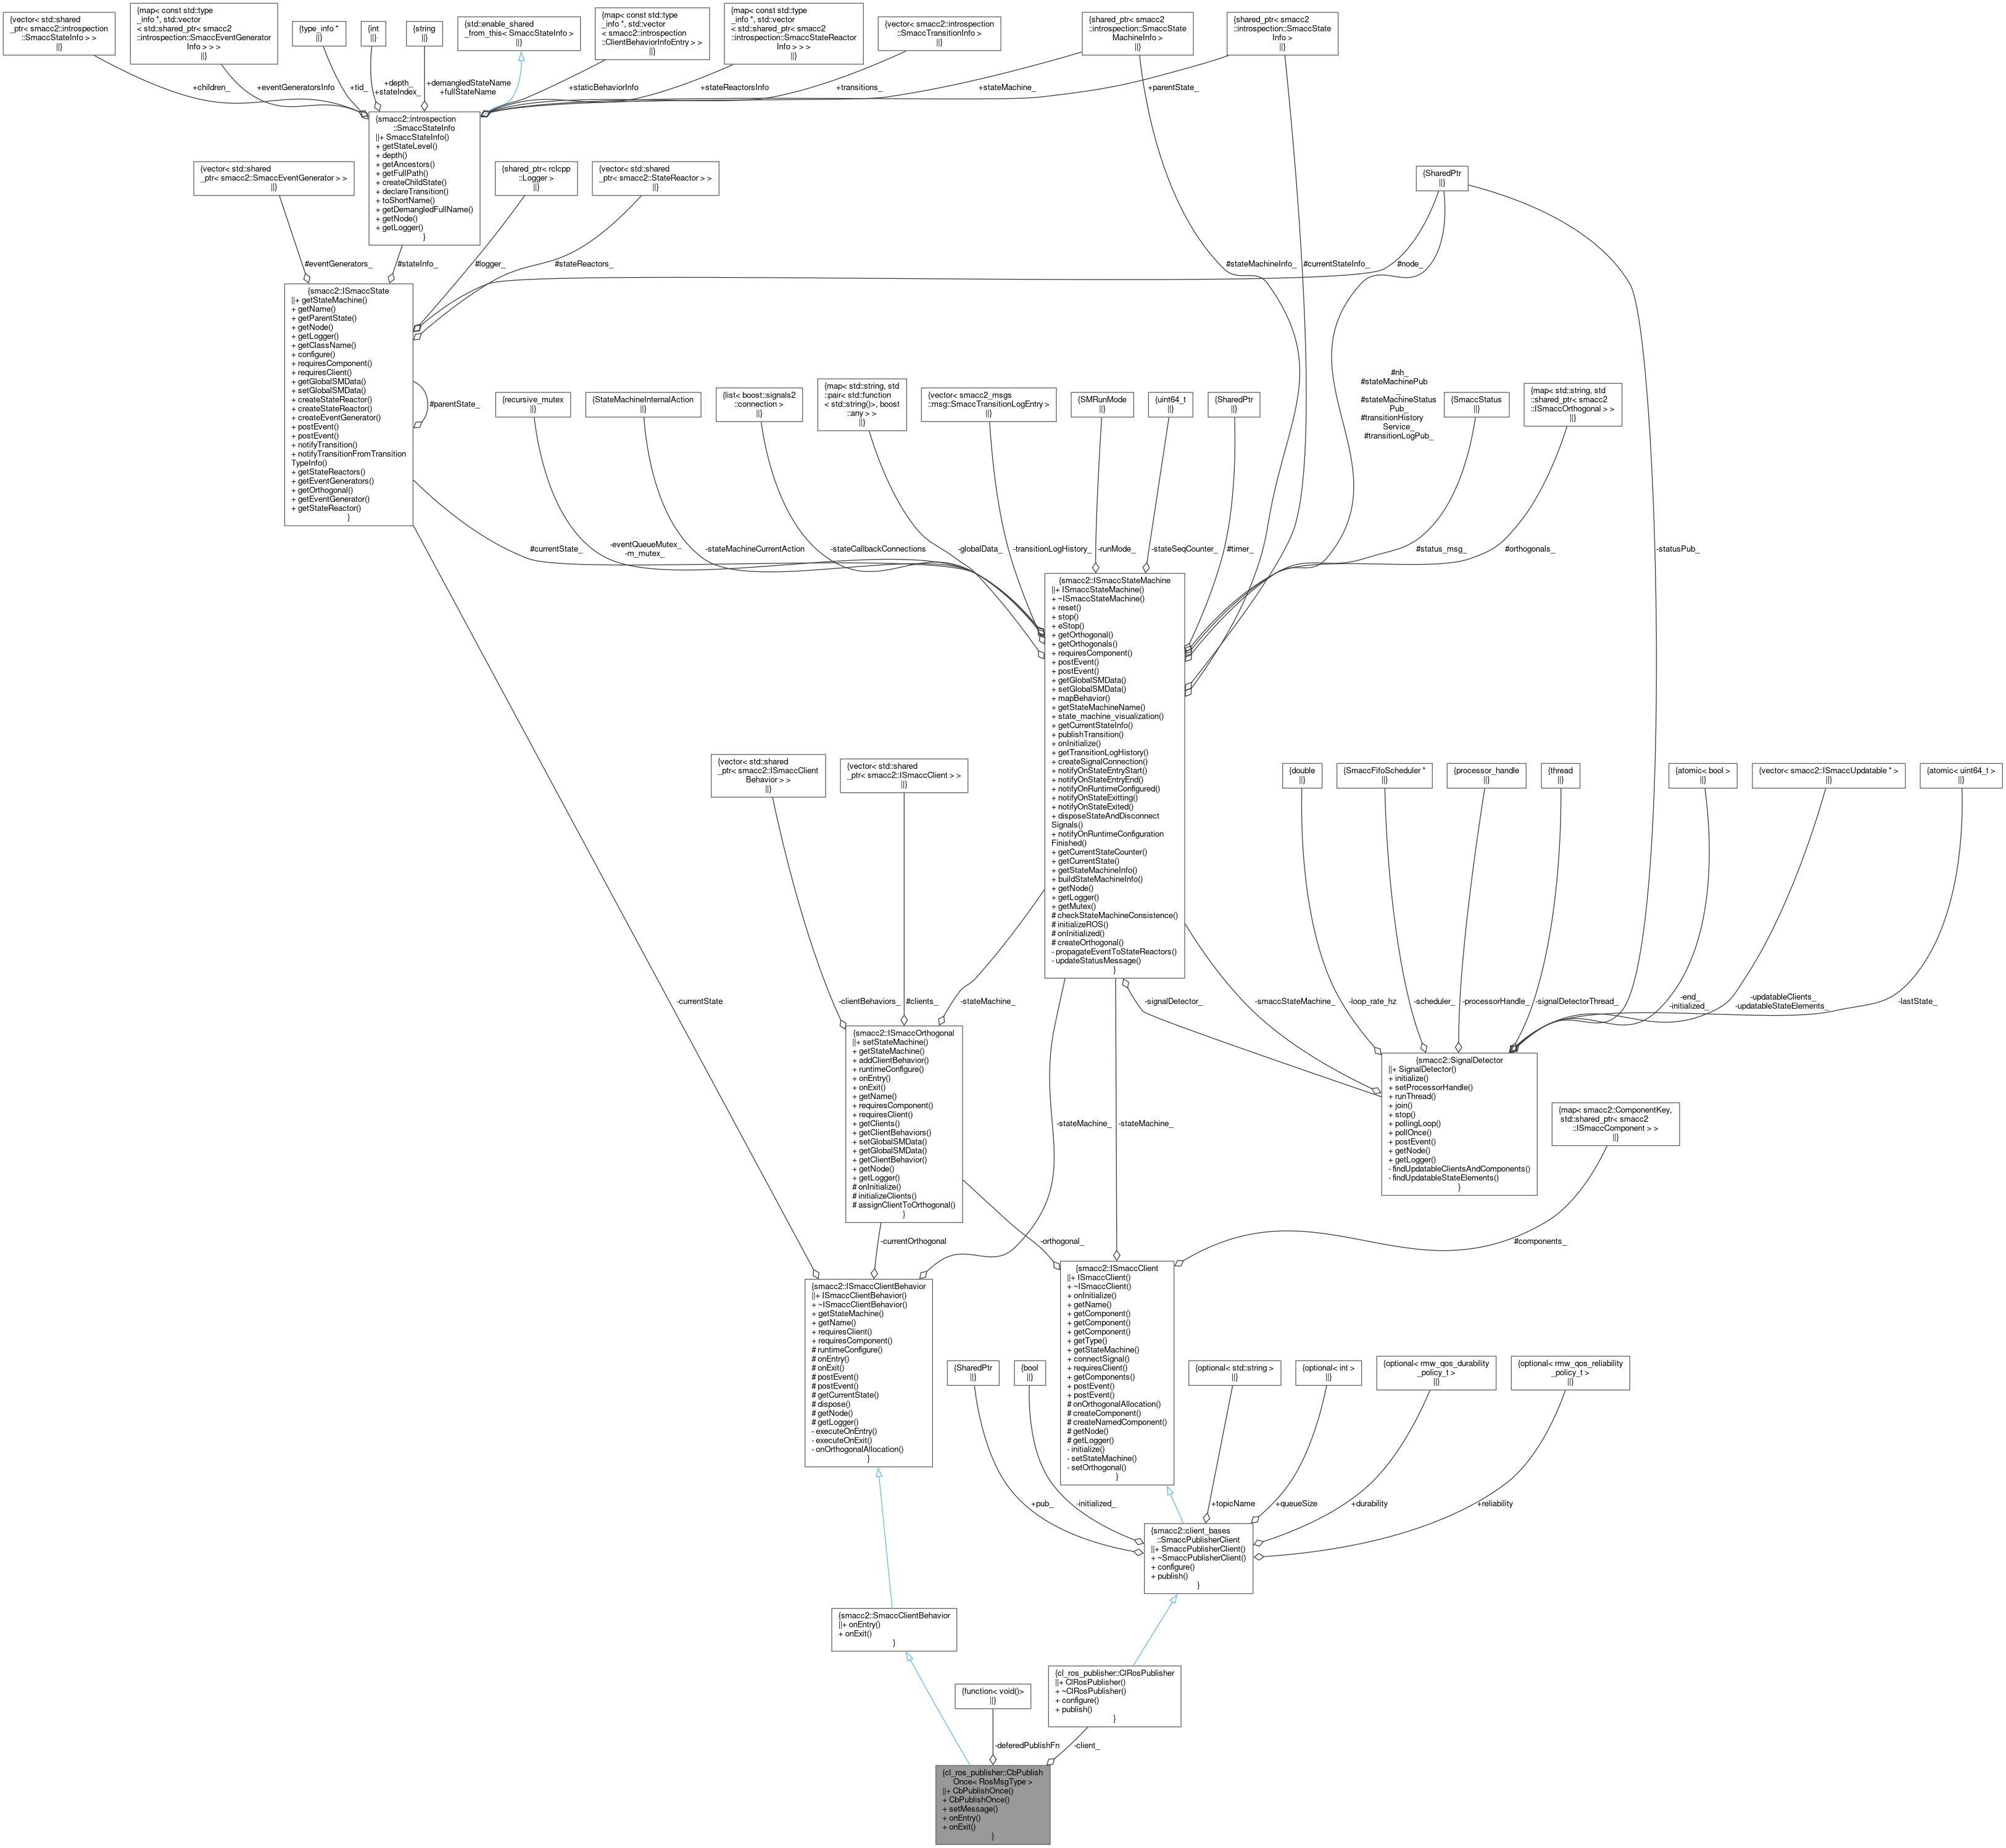 {vector< std::shared
_ptr< smacc2::introspection
::SmaccStateInfo > >
||}
{map< const std::type
_info *, std::vector
< std::shared_ptr< smacc2
::introspection::SmaccEventGenerator
Info > > >
||}
{type_info *
||}
{int
||}
{string
||}
{std::enable_shared
_from_this< SmaccStateInfo >
||}
{map< const std::type
_info *, std::vector
< smacc2::introspection
::ClientBehaviorInfoEntry > >
||}
{map< const std::type
_info *, std::vector
< std::shared_ptr< smacc2
::introspection::SmaccStateReactor
Info > > >
||}
{vector< smacc2::introspection
::SmaccTransitionInfo >
||}
{shared_ptr< smacc2
::introspection::SmaccState
MachineInfo >
||}
{shared_ptr< smacc2
::introspection::SmaccState
Info >
||}
+children_
+eventGeneratorsInfo
+tid_
+depth_
+stateIndex_
+demangledStateName
+fullStateName
+staticBehaviorInfo
+stateReactorsInfo
+transitions_
+stateMachine_
+parentState_
{smacc2::introspection
::SmaccStateInfo
||+ SmaccStateInfo()
+ getStateLevel()
+ depth()
+ getAncestors()
+ getFullPath()
+ createChildState()
+ declareTransition()
+ toShortName()
+ getDemangledFullName()
+ getNode()
+ getLogger()
}
{vector< std::shared
_ptr< smacc2::SmaccEventGenerator > >
||}
{shared_ptr< rclcpp
::Logger >
||}
{vector< std::shared
_ptr< smacc2::StateReactor > >
||}
{SharedPtr
||}
#eventGenerators_
#stateInfo_
#logger_
#stateReactors_
#stateMachineInfo_
#currentStateInfo_
#node_
{smacc2::ISmaccState
||+ getStateMachine()
+ getName()
+ getParentState()
+ getNode()
+ getLogger()
+ getClassName()
+ configure()
+ requiresComponent()
+ requiresClient()
+ getGlobalSMData()
+ setGlobalSMData()
+ createStateReactor()
+ createStateReactor()
+ createEventGenerator()
+ postEvent()
+ postEvent()
+ notifyTransition()
+ notifyTransitionFromTransition
TypeInfo()
+ getStateReactors()
+ getEventGenerators()
+ getOrthogonal()
+ getEventGenerator()
+ getStateReactor()
}
#parentState_
{recursive_mutex
||}
{StateMachineInternalAction
||}
{list< boost::signals2
::connection >
||}
{map< std::string, std
::pair< std::function
< std::string()>, boost
::any > >
||}
{vector< smacc2_msgs
::msg::SmaccTransitionLogEntry >
||}
{SMRunMode
||}
{uint64_t
||}
{SharedPtr
||}
#nh_
#stateMachinePub
_
#stateMachineStatus
Pub_
#transitionHistory
Service_
#transitionLogPub_
{SmaccStatus
||}
{map< std::string, std
::shared_ptr< smacc2
::ISmaccOrthogonal > >
||}
#currentState_
-eventQueueMutex_
-m_mutex_
-stateMachineCurrentAction
-stateCallbackConnections
-globalData_
-transitionLogHistory_
-runMode_
-stateSeqCounter_
#timer_
#status_msg_
#orthogonals_
-statusPub_
{smacc2::ISmaccStateMachine
||+ ISmaccStateMachine()
+ ~ISmaccStateMachine()
+ reset()
+ stop()
+ eStop()
+ getOrthogonal()
+ getOrthogonals()
+ requiresComponent()
+ postEvent()
+ postEvent()
+ getGlobalSMData()
+ setGlobalSMData()
+ mapBehavior()
+ getStateMachineName()
+ state_machine_visualization()
+ getCurrentStateInfo()
+ publishTransition()
+ onInitialize()
+ getTransitionLogHistory()
+ createSignalConnection()
+ notifyOnStateEntryStart()
+ notifyOnStateEntryEnd()
+ notifyOnRuntimeConfigured()
+ notifyOnStateExitting()
+ notifyOnStateExited()
+ disposeStateAndDisconnect
Signals()
+ notifyOnRuntimeConfiguration
Finished()
+ getCurrentStateCounter()
+ getCurrentState()
+ getStateMachineInfo()
+ buildStateMachineInfo()
+ getNode()
+ getLogger()
+ getMutex()
# checkStateMachineConsistence()
# initializeROS()
# onInitialized()
# createOrthogonal()
- propagateEventToStateReactors()
- updateStatusMessage()
}
{vector< std::shared
_ptr< smacc2::ISmaccClient
Behavior > >
||}
{vector< std::shared
_ptr< smacc2::ISmaccClient > >
||}
{double
||}
{SmaccFifoScheduler *
||}
{processor_handle
||}
{thread
||}
{atomic< bool >
||}
{vector< smacc2::ISmaccUpdatable * >
||}
{atomic< uint64_t >
||}
-currentState
-clientBehaviors_
#clients_
-stateMachine_
-signalDetector_
-smaccStateMachine_
-loop_rate_hz
-scheduler_
-processorHandle_
-signalDetectorThread_
-end_
-initialized_
-updatableClients_
-updatableStateElements_
-lastState_
{smacc2::ISmaccOrthogonal
||+ setStateMachine()
+ getStateMachine()
+ addClientBehavior()
+ runtimeConfigure()
+ onEntry()
+ onExit()
+ getName()
+ requiresComponent()
+ requiresClient()
+ getClients()
+ getClientBehaviors()
+ setGlobalSMData()
+ getGlobalSMData()
+ getClientBehavior()
+ getNode()
+ getLogger()
# onInitialize()
# initializeClients()
# assignClientToOrthogonal()
}
{smacc2::SignalDetector
||+ SignalDetector()
+ initialize()
+ setProcessorHandle()
+ runThread()
+ join()
+ stop()
+ pollingLoop()
+ pollOnce()
+ postEvent()
+ getNode()
+ getLogger()
- findUpdatableClientsAndComponents()
- findUpdatableStateElements()
}
{map< smacc2::ComponentKey,
std::shared_ptr< smacc2
::ISmaccComponent > >
||}
-stateMachine_
-stateMachine_
-currentOrthogonal
-orthogonal_
#components_
{smacc2::ISmaccClientBehavior
||+ ISmaccClientBehavior()
+ ~ISmaccClientBehavior()
+ getStateMachine()
+ getName()
+ requiresClient()
+ requiresComponent()
# runtimeConfigure()
# onEntry()
# onExit()
# postEvent()
# postEvent()
# getCurrentState()
# dispose()
# getNode()
# getLogger()
- executeOnEntry()
- executeOnExit()
- onOrthogonalAllocation()
}
{smacc2::ISmaccClient
||+ ISmaccClient()
+ ~ISmaccClient()
+ onInitialize()
+ getName()
+ getComponent()
+ getComponent()
+ getComponent()
+ getType()
+ getStateMachine()
+ connectSignal()
+ requiresClient()
+ getComponents()
+ postEvent()
+ postEvent()
# onOrthogonalAllocation()
# createComponent()
# createNamedComponent()
# getNode()
# getLogger()
- initialize()
- setStateMachine()
- setOrthogonal()
}
{SharedPtr
||}
{bool
||}
{optional< std::string >
||}
{optional< int >
||}
{optional< rmw_qos_durability
_policy_t >
||}
{optional< rmw_qos_reliability
_policy_t >
||}
+pub_
-initialized_
+topicName
+queueSize
+durability
+reliability
{smacc2::client_bases
::SmaccPublisherClient
||+ SmaccPublisherClient()
+ ~SmaccPublisherClient()
+ configure()
+ publish()
}
{smacc2::SmaccClientBehavior
||+ onEntry()
+ onExit()
}
{cl_ros_publisher::ClRosPublisher
||+ ClRosPublisher()
+ ~ClRosPublisher()
+ configure()
+ publish()
}
{function< void()>
||}
-deferedPublishFn
-client_
{cl_ros_publisher::CbPublish
Once< RosMsgType >
||+ CbPublishOnce()
+ CbPublishOnce()
+ setMessage()
+ onEntry()
+ onExit()
}